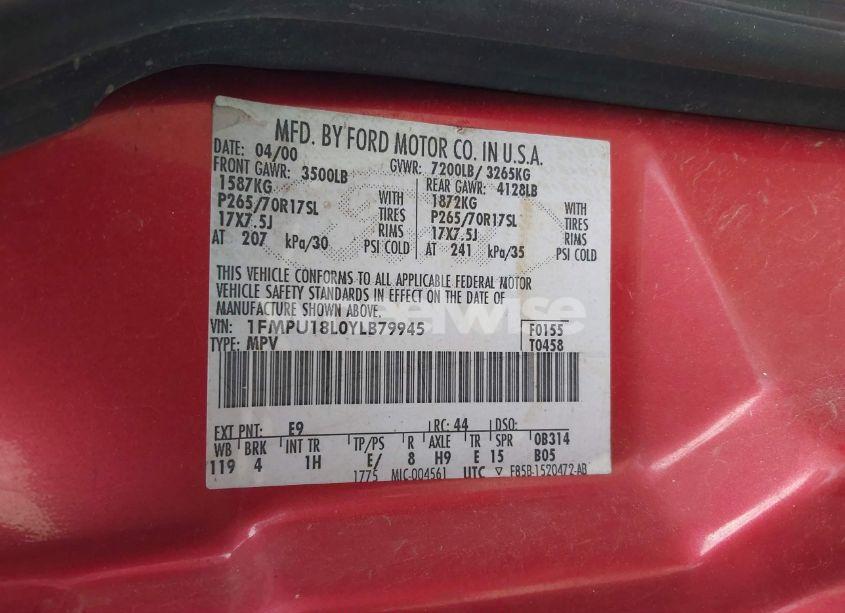 MFD. BY FORD MOTOR CO. IN U.S.A.
DATE: 04/00 GVWR: 7200LB/ 3265KG
FRONT GAWR: 3500LB REAR GAWR: 4128LB
1587KG WITH 1872KG WITH
P265/70R17SL TIRES P265/70R17SL TIRES
17X7.5J RIMS 17X7.5J RIMS
AT 207 kPa/30 PSI COLD AT 241 kPa/35 PSI COLD
THIS VEHICLE CONFORMS TO ALL APPLICABLE FEDERAL MOTOR
VEHICLE SAFETY STANDARDS IN EFFECT ON THE DATE OF
MANUFACTURE SHOWN ABOVE.
VIN: 1FMPU18L0YLB79945 F0155
TYPE: MPV T0458
EXT PNT: E9 RC: 44 DSO:
WB BRK INT TR TP/PS R AXLE TR SPR 0B314
119 4 1H E/ 8 H9 E 15 B05
1775 MIC-004561 UTC ▽ F85B-1520472-AB